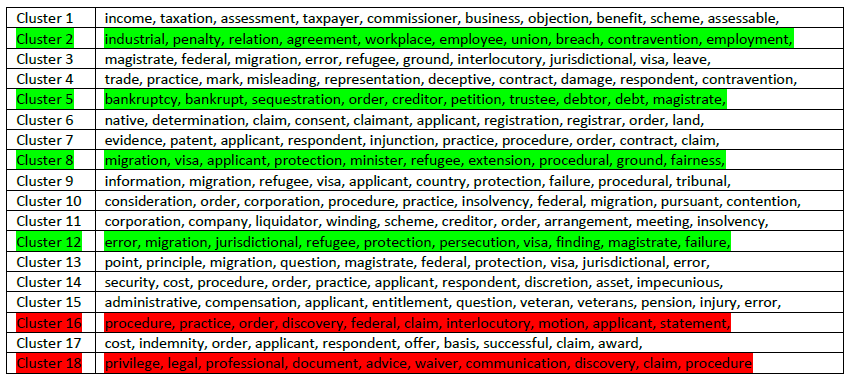 Cluster 1 income, taxation, assessment, taxpayer, commissioner, business, objection, benefit, scheme, assessable,
Cluster 2 industrial, penalty, relation, agreement, workplace, employee, union, breach, contravention, employment,
Cluster 3 magistrate, federal, migration, error, refugee, ground, interlocutory, jurisdictional, visa, leave,
Cluster 4 trade, practice, mark, misleading, representation, deceptive, contract, damage, respondent, contravention,
Cluster 5 bankruptcy, bankrupt, sequestration, order, creditor, petition, trustee, debtor, debt, magistrate,
Cluster 6 native, determination, claim, consent, claimant, applicant, registration, registrar, order, land,
Cluster 7 evidence, patent, applicant, respondent, injunction, practice, procedure, order, contract, claim,
Cluster 8 migration, visa, applicant, protection, minister, refugee, extension, procedural, ground, fairness,
Cluster 9 information, migration, refugee, visa, applicant, country, protection, failure, procedural, tribunal,
Cluster 10 consideration, order, corporation, procedure, practice, insolvency, federal, migration, pursuant, contention,
Cluster 11 corporation, company, liquidator, winding, scheme, creditor, order, arrangement, meeting, insolvency,
Cluster 12 error, migration, jurisdictional, refugee, protection, persecution, visa, finding, magistrate, failure,
Cluster 13 point, principle, migration, question, magistrate, federal, protection, visa, jurisdictional, error,
Cluster 14 security, cost, procedure, order, practice, applicant, respondent, discretion, asset, impecunious,
Cluster 15 administrative, compensation, applicant, entitlement, question, veteran, veterans, pension, injury, error,
Cluster 16 procedure, practice, order, discovery, federal, claim, interlocutory, motion, applicant, statement,
Cluster 17 cost, indemnity, order, applicant, respondent, offer, basis, successful, claim, award,
Cluster 18 privilege, legal, professional, document, advice, waiver, communication, discovery, claim, procedure